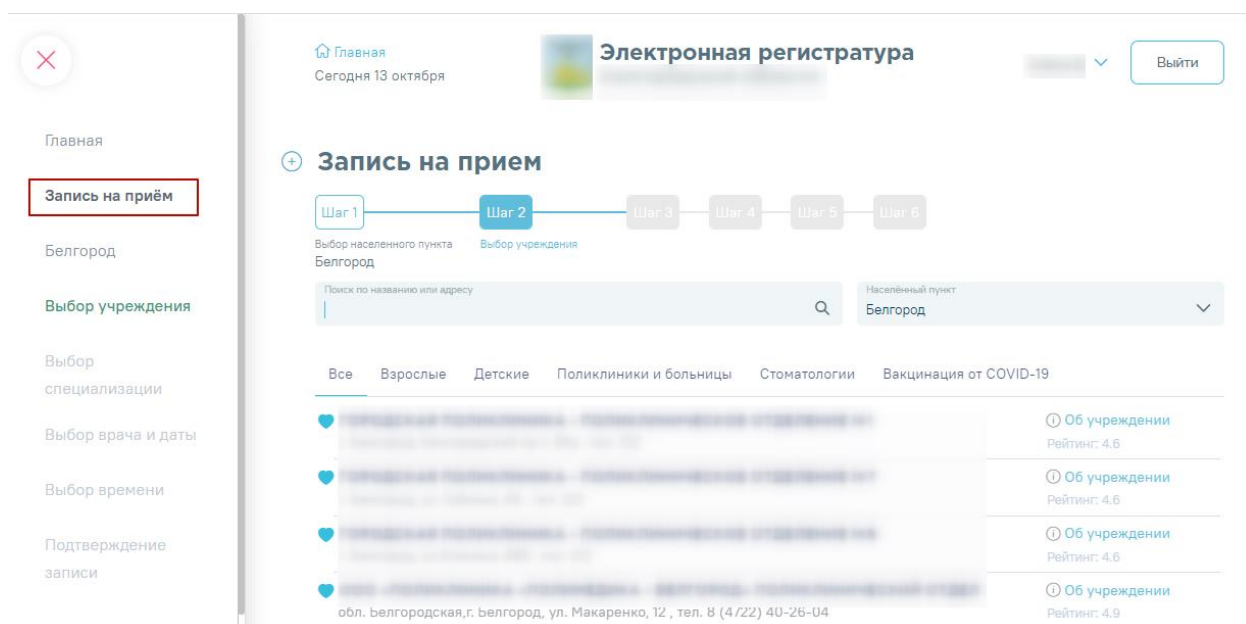 Главная
Сегодня 13 октября
Электронная регистратура
Выйти
Главная
Запись на приём
Белгород
Выбор учреждения
Выбор
специализации
Выбор врача и даты
Выбор времени
Подтверждение
записи
Запись на прием
Шаг 1
Шаг 2
Шаг 3
Шаг 4
Шаг 5
Шаг 6
Выбор населенного пункта
Белгород
Выбор учреждения
Поиск по названию или адресу
Населённый пункт
Белгород
Все Взрослые Детские Поликлиники и больницы Стоматологии Вакцинация от COVID-19
Об учреждении
Рейтинг: 4.6
Об учреждении
Рейтинг: 4.6
Об учреждении
Рейтинг: 4.6
Об учреждении
обл. Белгородская,г. Белгород, ул. Макаренко, 12 , тел. 8 (4722) 40-26-04
Рейтинг: 4.9